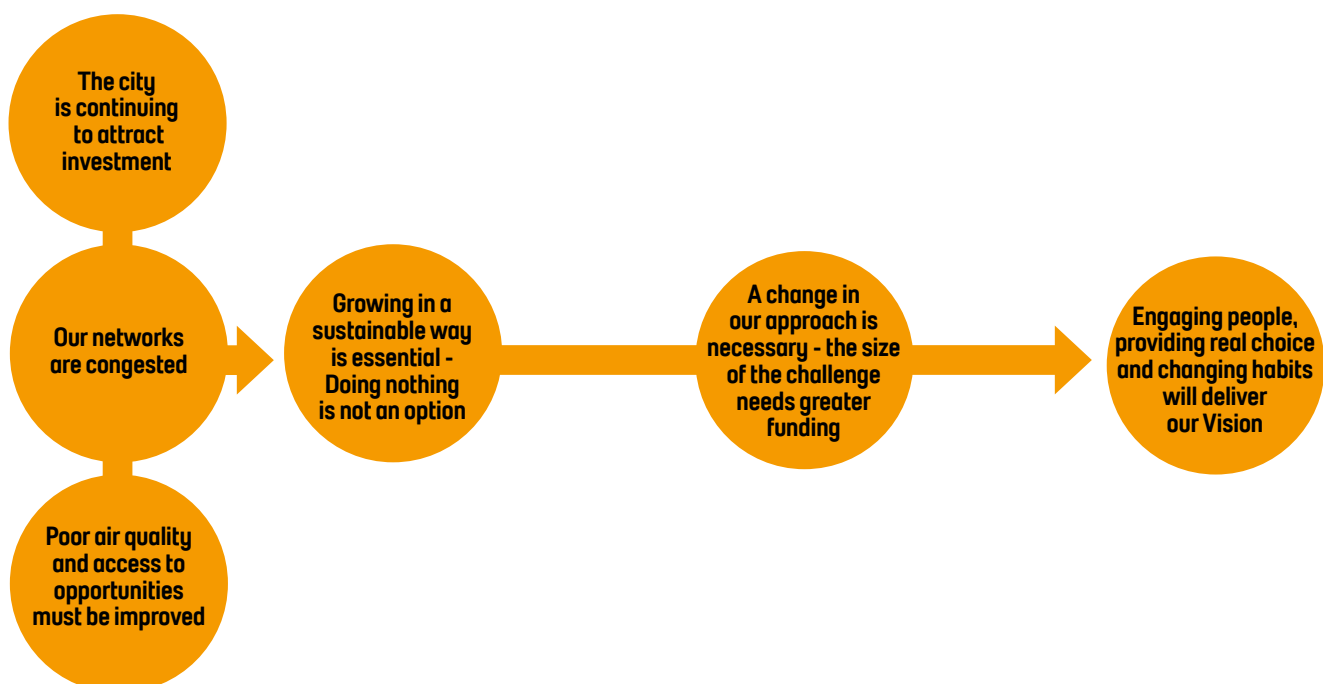 The city
is continuing
to attract
investment
Our networks
are congested
Poor air quality
and access to
opportunities
must be improved
Growing in a
sustainable way
is essential -
Doing nothing
is not an option
A change in
our approach is
necessary - the size
of the challenge
needs greater
funding
Engaging people,
providing real choice
and changing habits
will deliver
our Vision